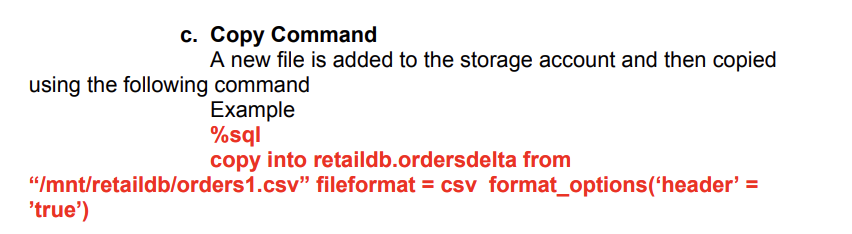 c. Copy Command
A new file is added to the storage account and then copied
using the following command
Example
%sql
copy into retaildb.ordersdelta from
“/mnt/retaildb/orders1.csv” fileformat = csv  format_options(‘header’ =
’true’)